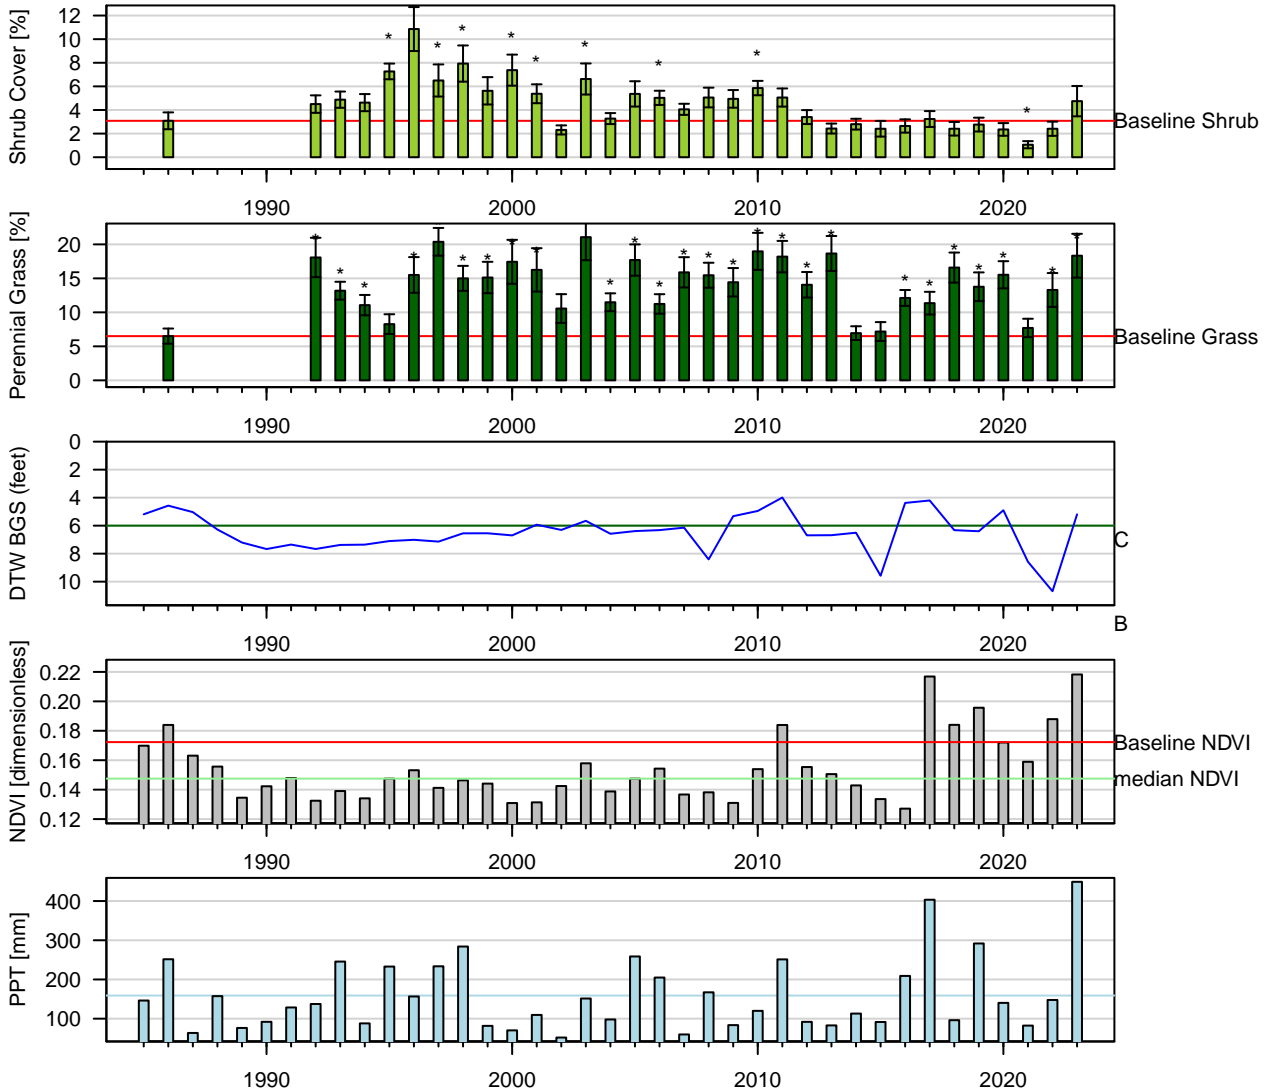 Shrub Cover [%]
12
10
8
6
4
2
0
* * * * * * * * *
Baseline Shrub
1990 2000 2010 2020
Perennial Grass [%]
20
15
10
5
0
* * * * * * * * * * * * * * * * * * * * * * * *
Baseline Grass
1990 2000 2010 2020
DTW BGS (feet)
0
2
4
6
8
10
C
B
1990 2000 2010 2020
NDVI [dimensionless]
0.22
0.20
0.18
0.16
0.14
0.12
Baseline NDVI
median NDVI
1990 2000 2010 2020
PPT [mm]
400
300
200
100
1990 2000 2010 2020